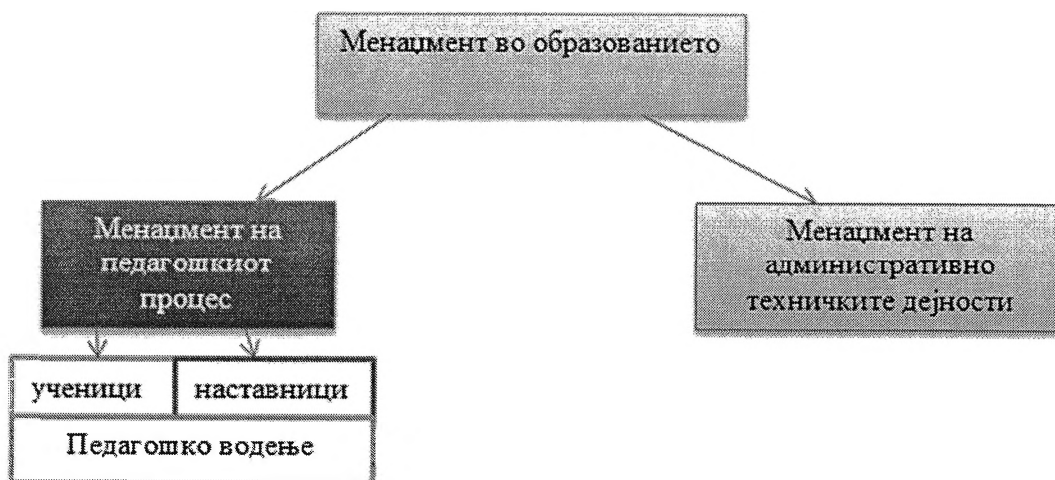 Менаџмент во образованието
Менаџмент на
педагошкиот
процес
Менаџмент на
административно
техничките дејности
ученици
наставници
Педагошко водење